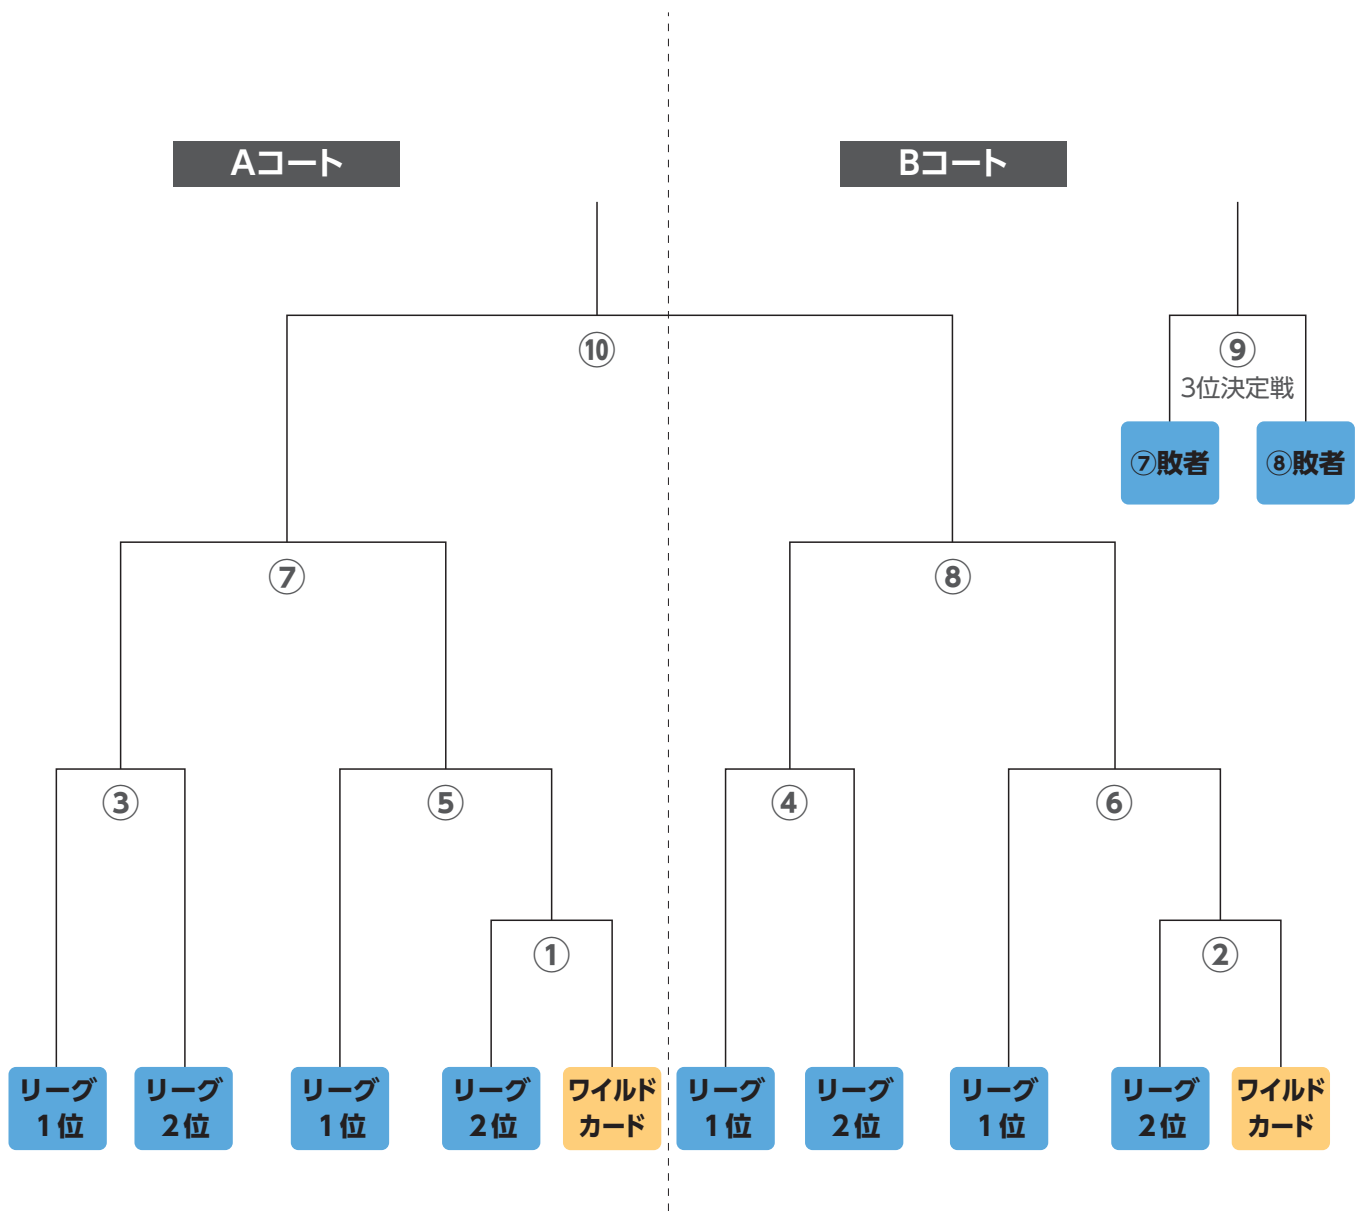 Aコート
Bコート
⑩
⑨
3位決定戦
⑦敗者
⑧敗者
⑦
⑧
③
⑤
④
⑥
①
②
リーグ
1位
リーグ
2位
リーグ
1位
リーグ
2位
ワイルド
カード
リーグ
1位
リーグ
2位
リーグ
1位
リーグ
2位
ワイルド
カード